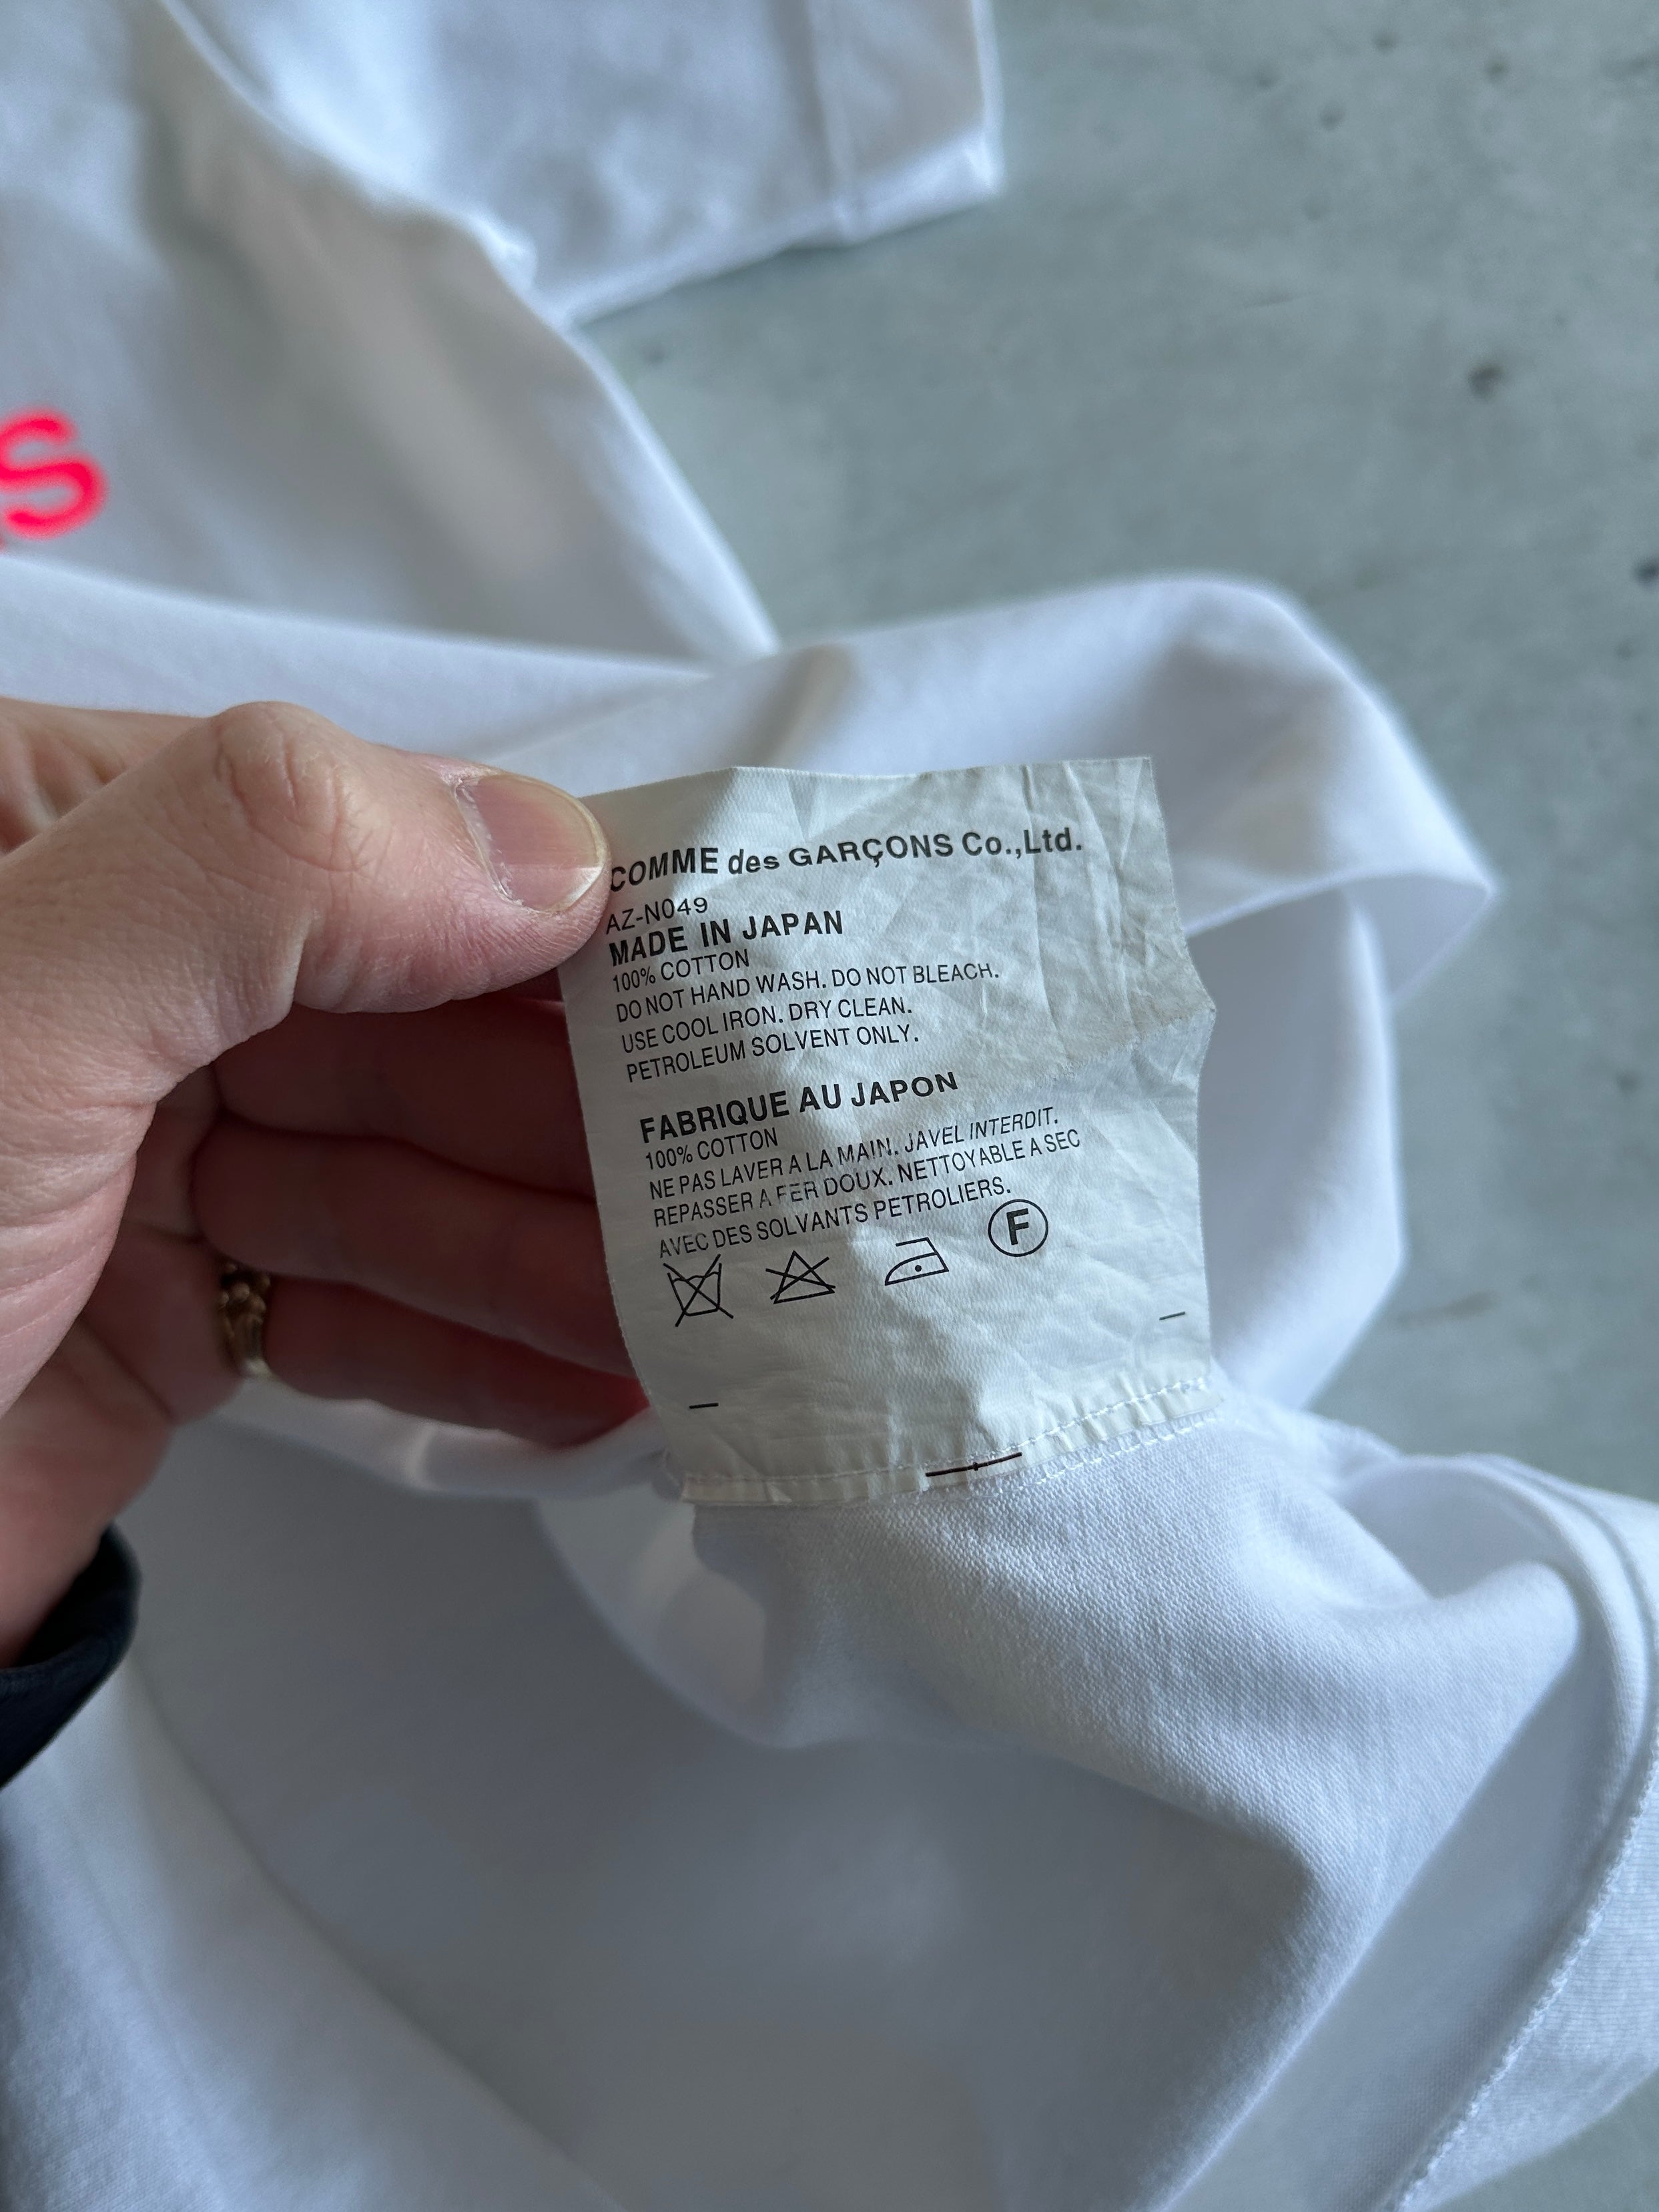 s
COMME des GARÇONS Co.,Ltd.
AZ-N049
MADE IN JAPAN
100% COTTON
DO NOT HAND WASH. DO NOT BLEACH.
USE COOL IRON. DRY CLEAN.
PETROLEUM SOLVENT ONLY.
FABRIQUE AU JAPON
100% COTTON
NE PAS LAVER A LA MAIN. JAVEL INTERDIT.
REPASSER A FER DOUX. NETTOYABLE A SEC
AVEC DES SOLVANTS PETROLIERS.
F